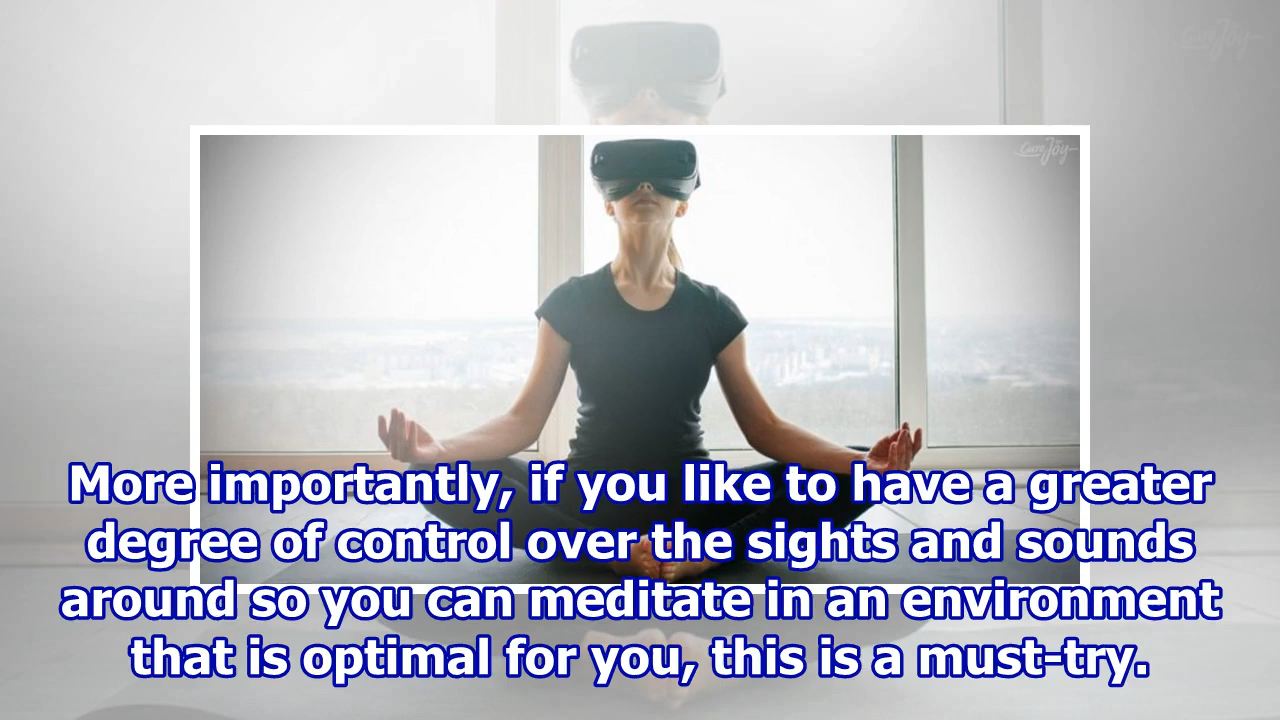 CureJoy
More importantly, if you like to have a greater
degree of control over the sights and sounds
around so you can meditate in an environment
that is optimal for you, this is a must-try.